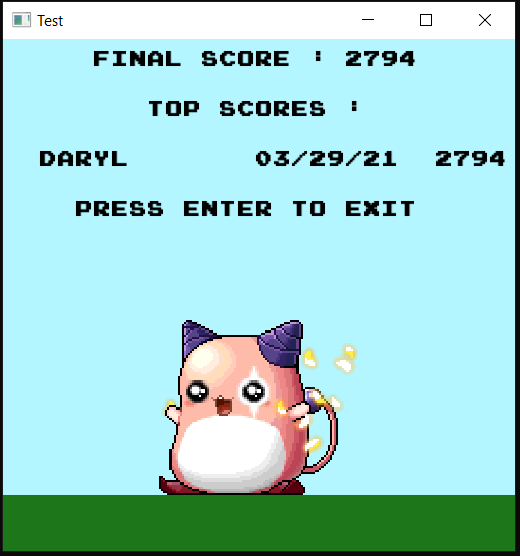 Test
FINAL SCORE : 2794
TOP SCORES :
DARYL 03/29/21 2794
PRESS ENTER TO EXIT